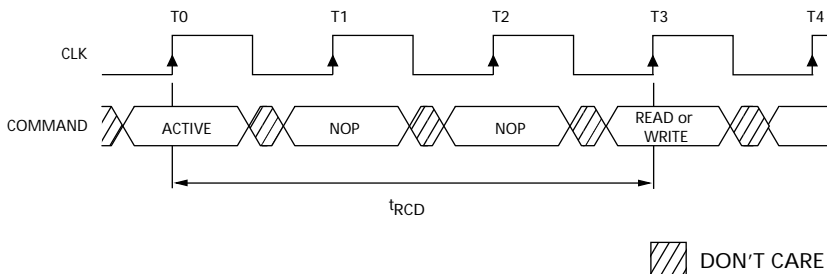 T0 T1 T2 T3 T4
CLK
COMMAND ACTIVE NOP NOP READ or
WRITE
tRCD
DON'T CARE